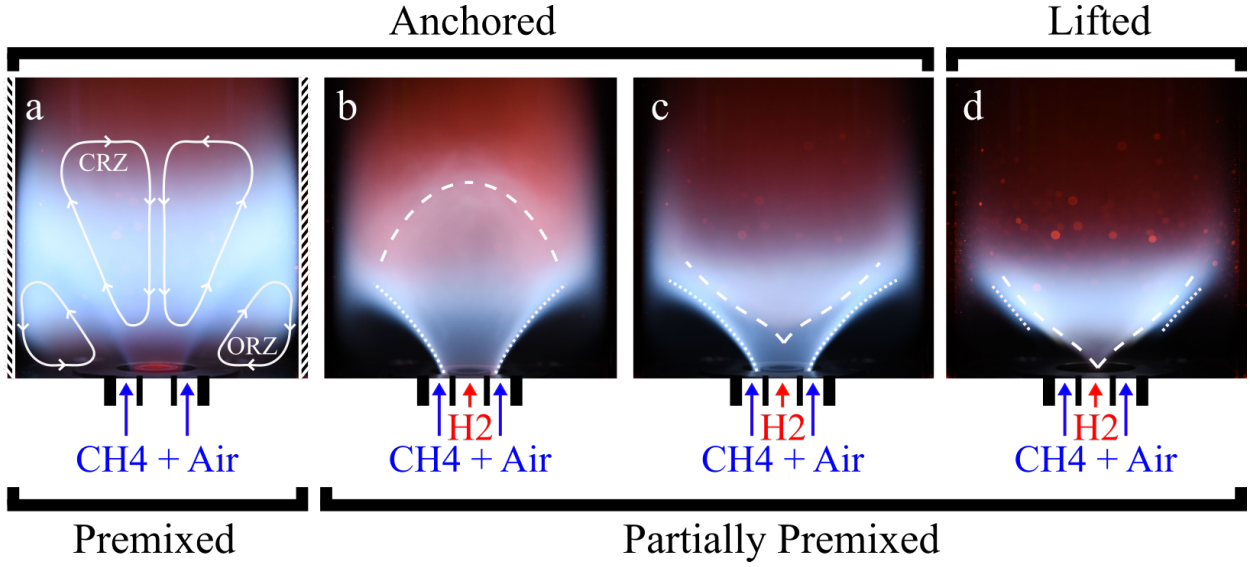 Anchored
Lifted
a
b
c
d
CRZ
ORZ
H2
H2
H2
CH4 + Air
CH4 + Air
CH4 + Air
CH4 + Air
Premixed
Partially Premixed